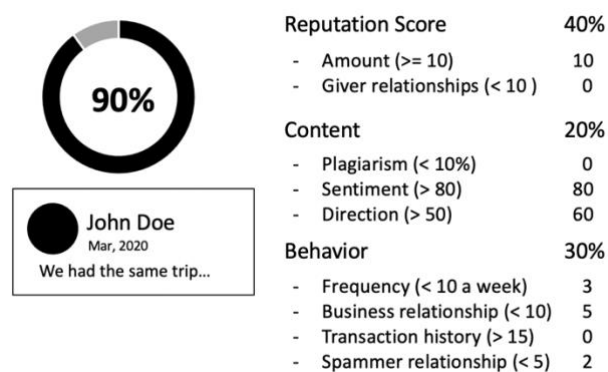 90%
John Doe
Mar, 2020
We had the same trip...
Reputation Score 40%
- Amount (>= 10) 10
- Giver relationships (< 10 ) 0
Content 20%
- Plagiarism (< 10%) 0
- Sentiment (> 80) 80
- Direction (> 50) 60
Behavior 30%
- Frequency (< 10 a week) 3
- Business relationship (< 10) 5
- Transaction history (> 15) 0
- Spammer relationship (< 5) 2